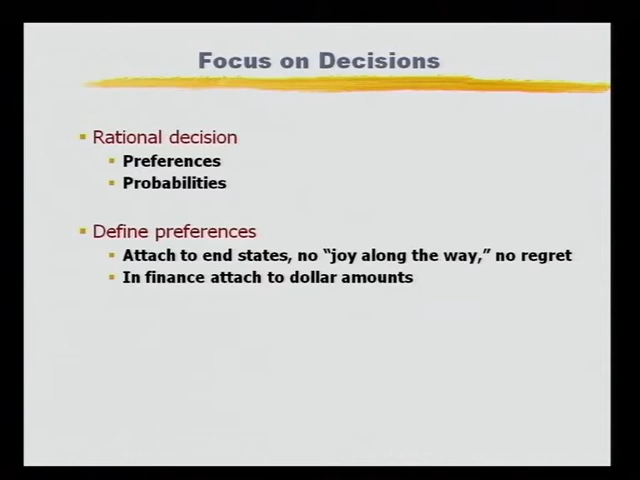 Focus on Decisions
Rational decision
Preferences
Probabilities
Define preferences
Attach to end states, no “joy along the way,” no regret
In finance attach to dollar amounts